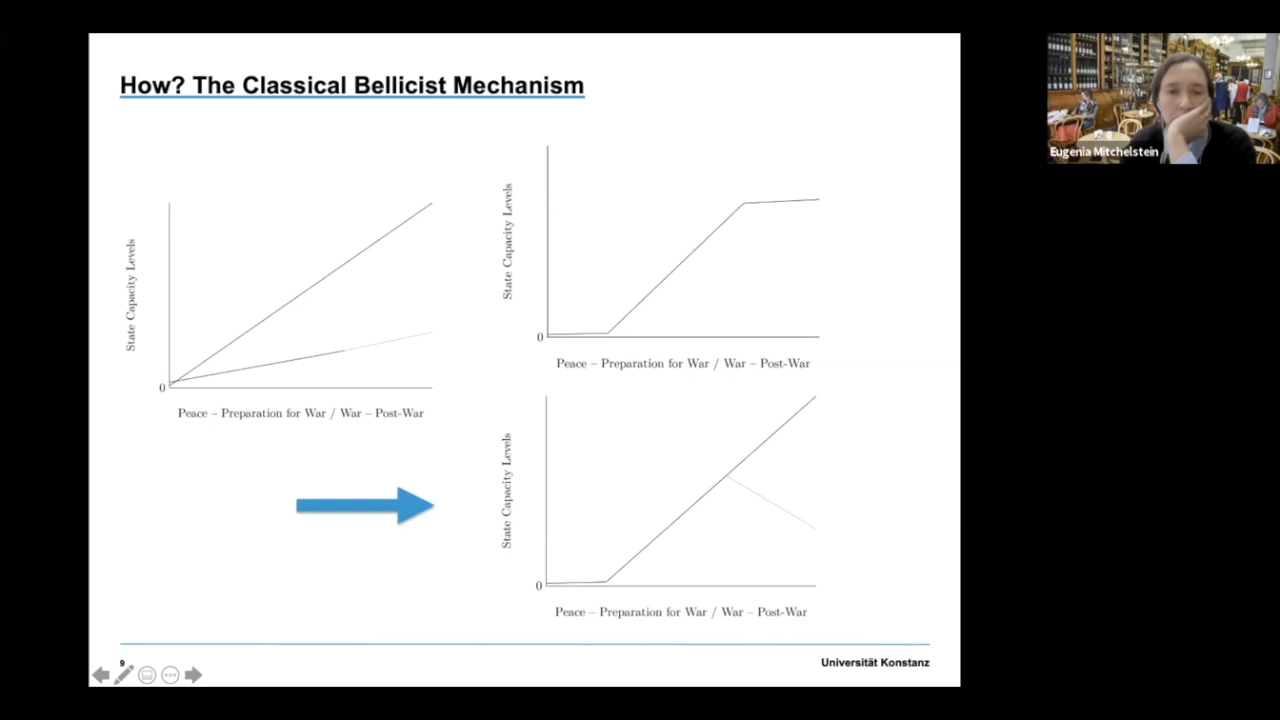 How? The Classical Bellicist Mechanism
Eugenia Mitchelstein
State Capacity Levels
0
Peace – Preparation for War / War – Post-War
State Capacity Levels
0
Peace – Preparation for War / War – Post-War
State Capacity Levels
0
Peace – Preparation for War / War – Post-War
9
Universität Konstanz